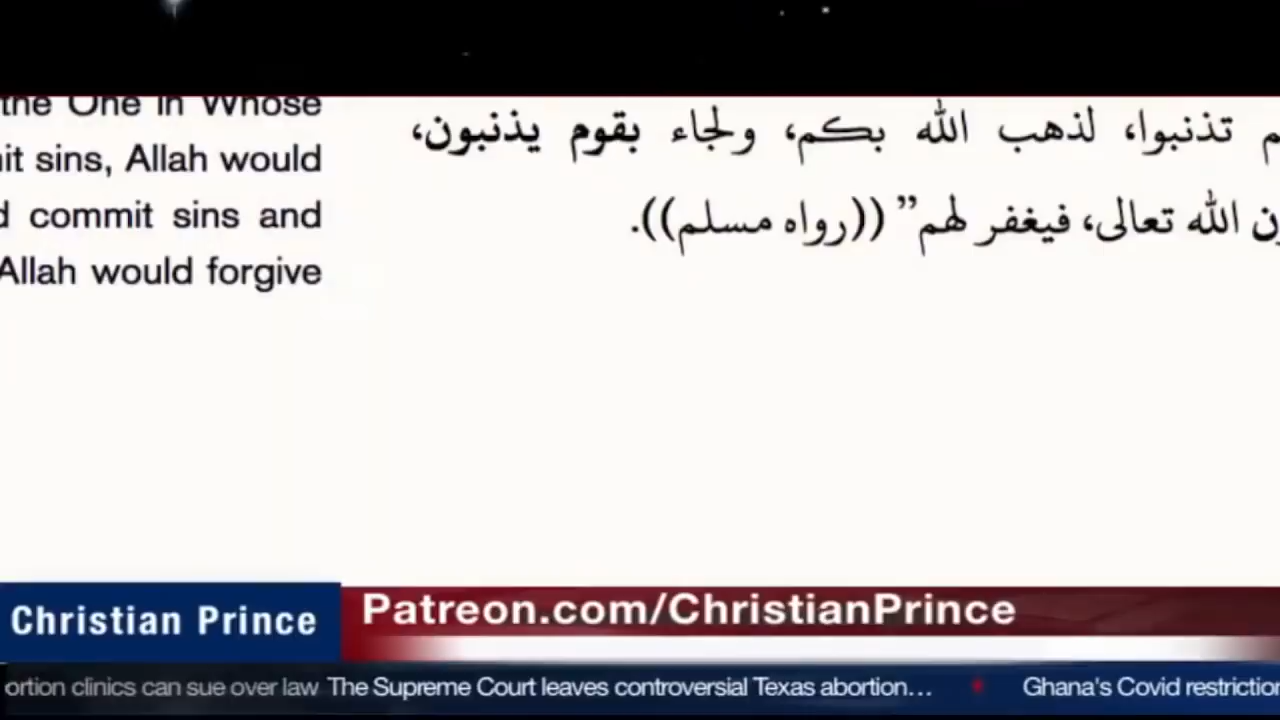 the One in Whose
it sins, Allah would
commit sins and
Allah would forgive
تذنبوا، لذهب الله بكم، ولجاء بقوم يذنبون،
الله تعالى، فيغفر لهم” ((رواه مسلم)).
Christian Prince
Patreon.com/ChristianPrince
ortion clinics can sue over law The Supreme Court leaves controversial Texas abortion... Ghana's Covid restriction